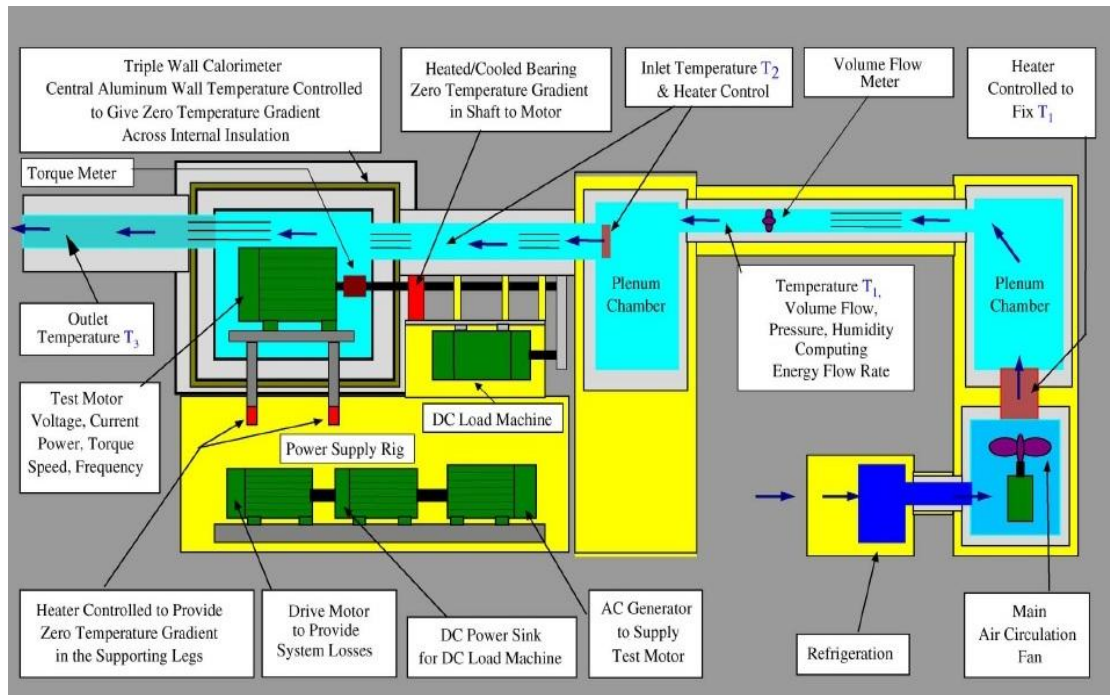 Triple Wall Calorimeter
Central Aluminum Wall Temperature Controlled
to Give Zero Temperature Gradient
Across Internal Insulation
Heated/Cooled Bearing
Zero Temperature Gradient
in Shaft to Motor
Inlet Temperature T2
& Heater Control
Volume Flow
Meter
Heater
Controlled to
Fix T1
Torque Meter
Plenum
Chamber
Plenum
Chamber
Outlet
Temperature T3
Temperature T1,
Volume Flow,
Pressure, Humidity
Computing
Energy Flow Rate
Test Motor
Voltage, Current
Power, Torque
Speed, Frequency
DC Load Machine
Power Supply Rig
Heater Controlled to Provide
Zero Temperature Gradient
in the Supporting Legs
Drive Motor
to Provide
System Losses
DC Power Sink
for DC Load Machine
AC Generator
to Supply
Test Motor
Refrigeration
Main
Air Circulation
Fan